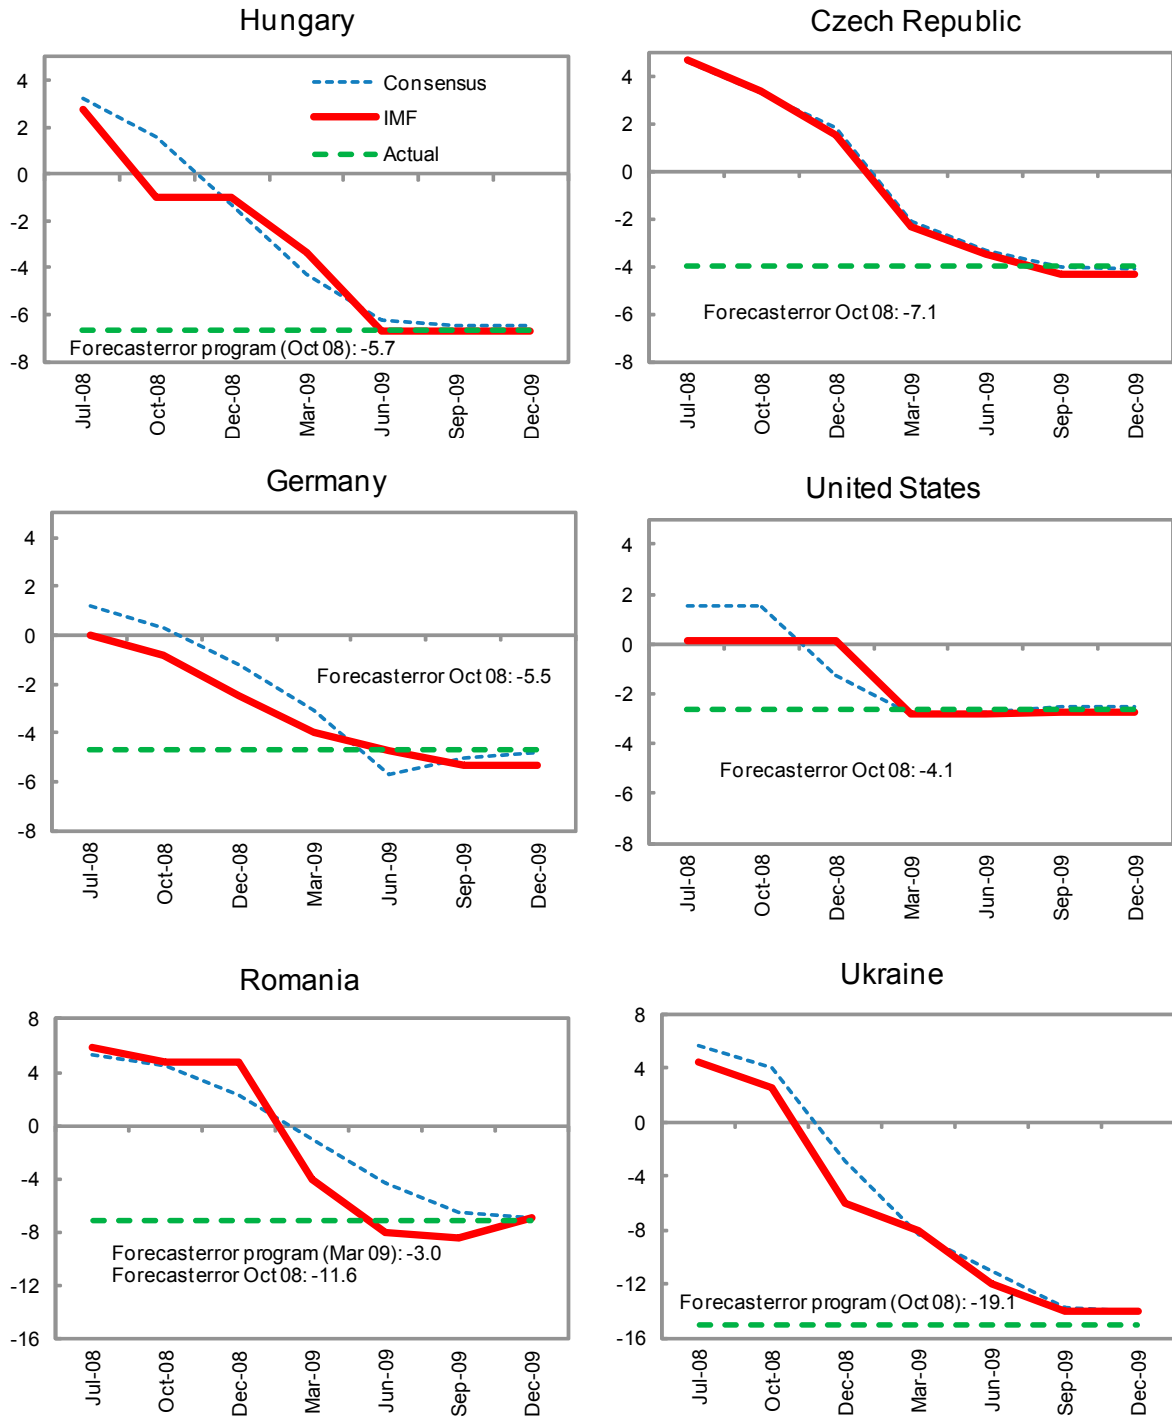 Hungary
4
2
0
-2
-4
-6
-8
Consensus
IMF
Actual
Forecasterror program (Oct 08): -5.7
Jul-08
Oct-08
Dec-08
Mar-09
Jun-09
Sep-09
Dec-09
Czech Republic
4
2
0
-2
-4
-6
-8
Forecasterror Oct 08: -7.1
Jul-08
Oct-08
Dec-08
Mar-09
Jun-09
Sep-09
Dec-09
Germany
4
2
0
-2
-4
-6
-8
Forecasterror Oct 08: -5.5
Jul-08
Oct-08
Dec-08
Mar-09
Jun-09
Sep-09
Dec-09
United States
4
2
0
-2
-4
-6
-8
Forecasterror Oct 08: -4.1
Jul-08
Oct-08
Dec-08
Mar-09
Jun-09
Sep-09
Dec-09
Romania
8
4
0
-4
-8
-12
-16
Forecasterror program (Mar 09): -3.0
Forecasterror Oct 08: -11.6
Jul-08
Oct-08
Dec-08
Mar-09
Jun-09
Sep-09
Dec-09
Ukraine
8
4
0
-4
-8
-12
-16
Forecasterror program (Oct 08): -19.1
Jul-08
Oct-08
Dec-08
Mar-09
Jun-09
Sep-09
Dec-09